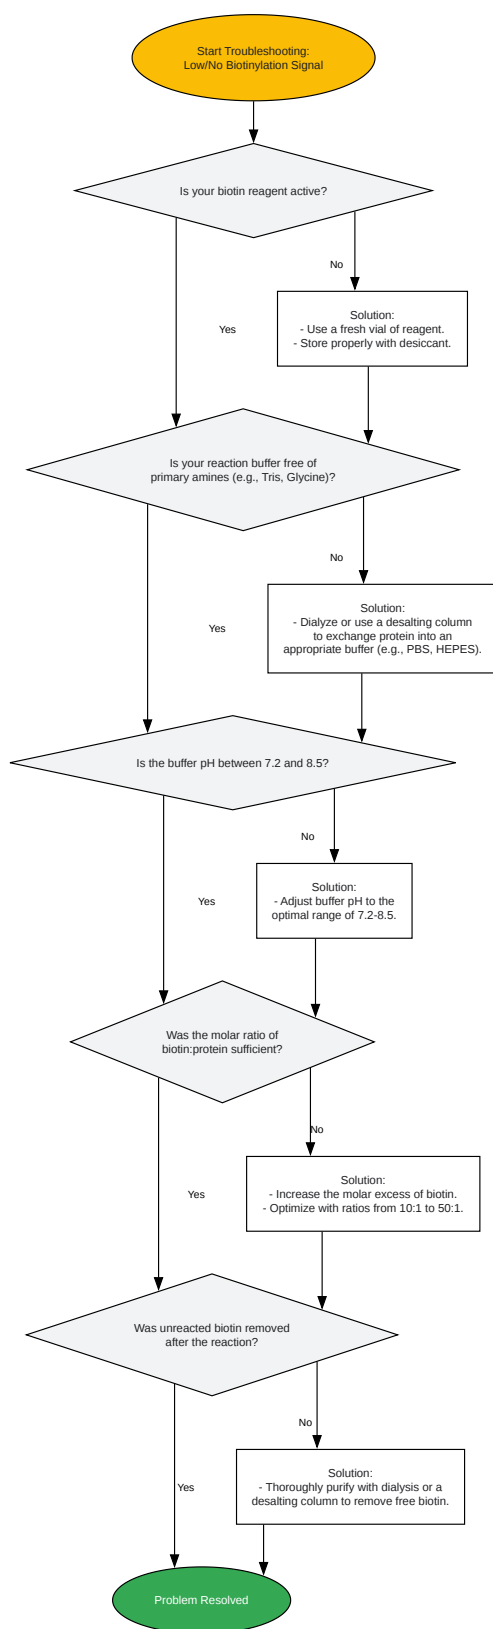 Start Troubleshooting:
Low/No Biotinylation Signal
Is your biotin reagent active?
No
Solution:
- Use a fresh vial of reagent.
- Store properly with desiccant.
Yes
Is your reaction buffer free of
primary amines (e.g., Tris, Glycine)?
No
Solution:
- Dialyze or use a desalting column
to exchange protein into an
appropriate buffer (e.g., PBS, HEPES).
Yes
Is the buffer pH between 7.2 and 8.5?
No
Solution:
- Adjust buffer pH to the
optimal range of 7.2-8.5.
Yes
Was the molar ratio of
biotin:protein sufficient?
No
Solution:
- Increase the molar excess of biotin.
- Optimize with ratios from 10:1 to 50:1.
Yes
Was unreacted biotin removed
after the reaction?
No
Solution:
- Thoroughly purify with dialysis or a
desalting column to remove free biotin.
Yes
Problem Resolved